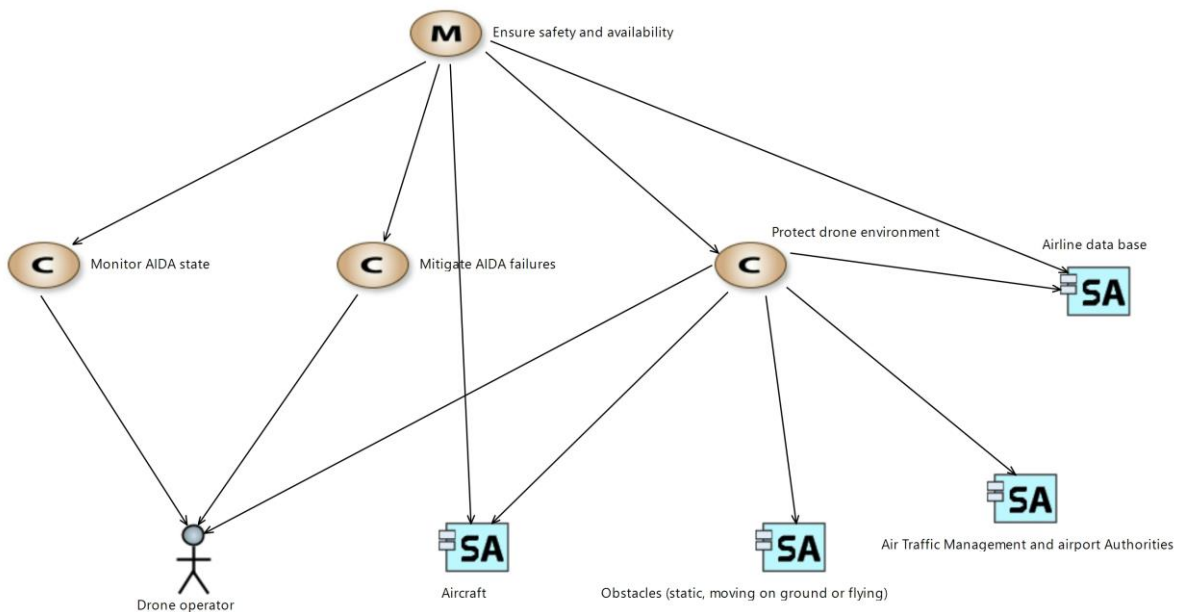 M
Ensure safety and availability
Protect drone environment
Airline data base
C
Monitor AIDA state
C
Mitigate AIDA failures
C
SA
SA
Air Traffic Management and airport Authorities
SA
SA
Drone operator
Aircraft
Obstacles (static, moving on ground or flying)